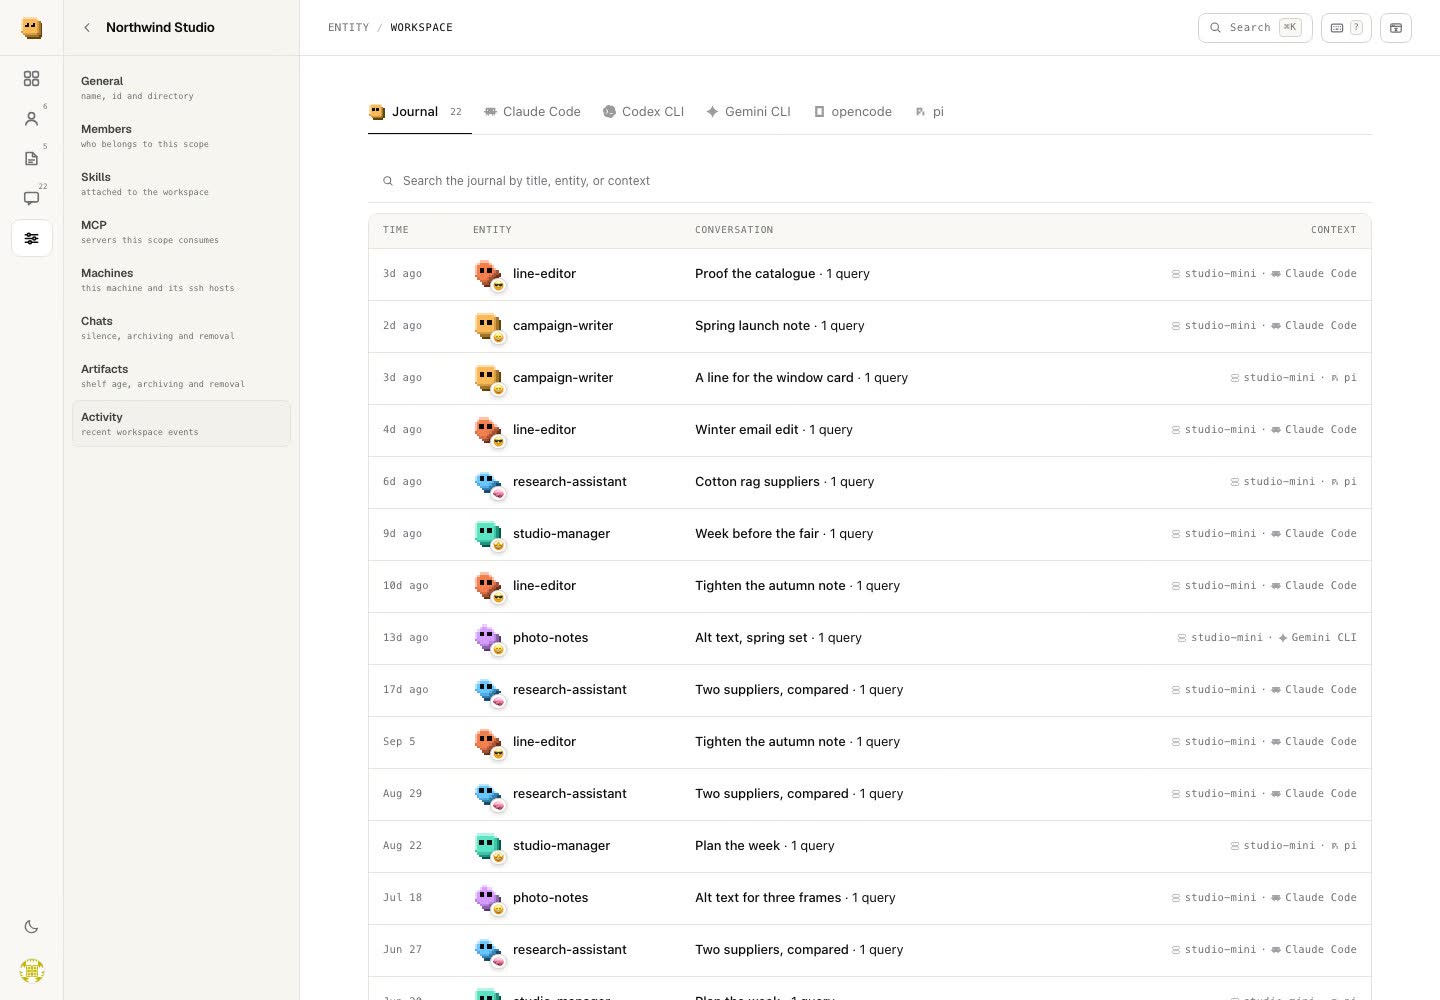 Northwind Studio
ENTITY / WORKSPACE
Search ⌘K
?
6
5
22
General
name, id and directory
Members
who belongs to this scope
Skills
attached to the workspace
MCP
servers this scope consumes
Machines
this machine and its ssh hosts
Chats
silence, archiving and removal
Artifacts
shelf age, archiving and removal
Activity
recent workspace events
Journal 22 Claude Code Codex CLI Gemini CLI opencode pi
Search the journal by title, entity, or context
TIME ENTITY CONVERSATION CONTEXT
3d ago line-editor Proof the catalogue · 1 query studio-mini · Claude Code
2d ago campaign-writer Spring launch note · 1 query studio-mini · Claude Code
3d ago campaign-writer A line for the window card · 1 query studio-mini · pi
4d ago line-editor Winter email edit · 1 query studio-mini · Claude Code
6d ago research-assistant Cotton rag suppliers · 1 query studio-mini · pi
9d ago studio-manager Week before the fair · 1 query studio-mini · Claude Code
10d ago line-editor Tighten the autumn note · 1 query studio-mini · Claude Code
13d ago photo-notes Alt text, spring set · 1 query studio-mini · Gemini CLI
17d ago research-assistant Two suppliers, compared · 1 query studio-mini · Claude Code
Sep 5 line-editor Tighten the autumn note · 1 query studio-mini · Claude Code
Aug 29 research-assistant Two suppliers, compared · 1 query studio-mini · Claude Code
Aug 22 studio-manager Plan the week · 1 query studio-mini · pi
Jul 18 photo-notes Alt text for three frames · 1 query studio-mini · Claude Code
Jun 27 research-assistant Two suppliers, compared · 1 query studio-mini · Claude Code
studio-manager Plan the week · 1 query studio-mini · pi